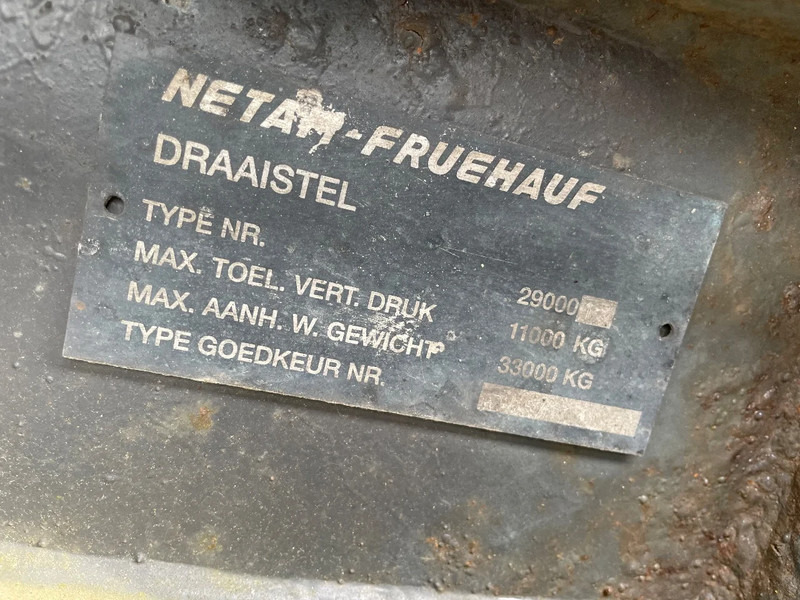 NETAM-FRUEHAUF
DRAAISTEL
TYPE NR. 29000
MAX. TOEL. VERT. DRUK 11000 KG
MAX. AANH. W. GEWICHT 33000 KG
TYPE GOEDKEUR NR.